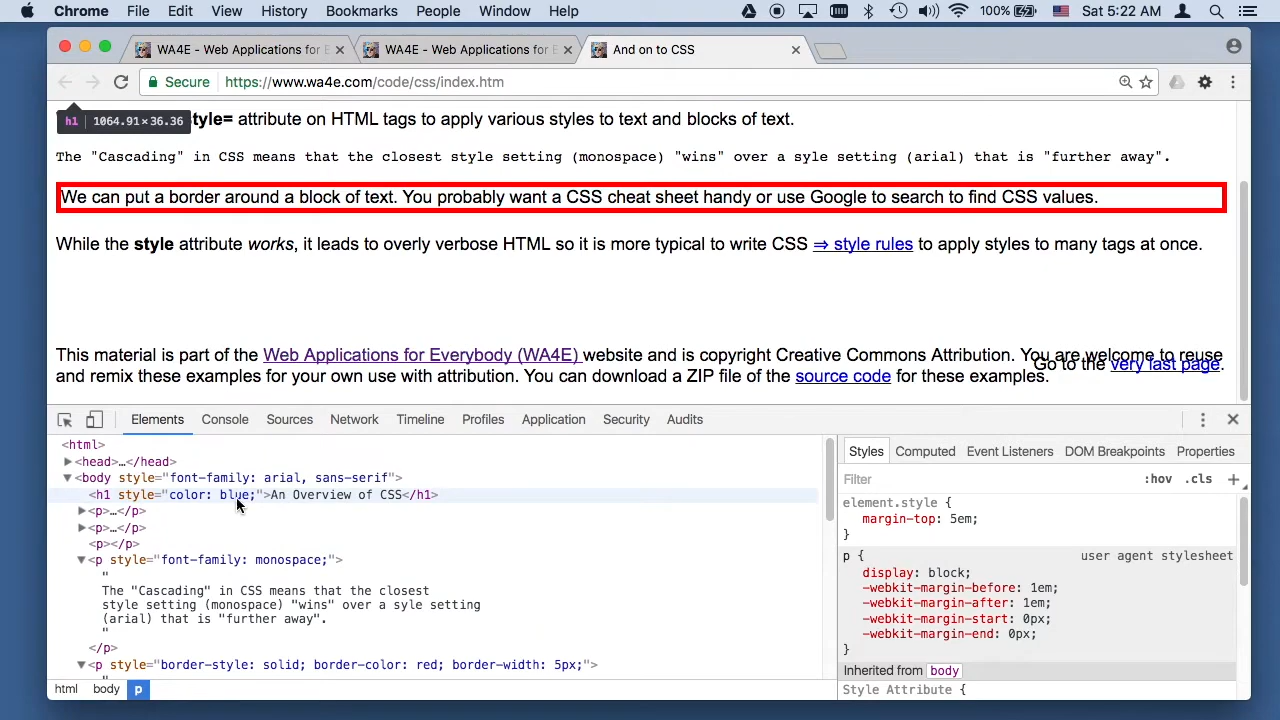 Chrome File Edit View History Bookmarks People Window Help 100% Sat 5:22 AM
WA4E - Web Applications for E WA4E - Web Applications for E And on to CSS
Secure https://www.wa4e.com/code/css/index.htm
h1 1064.91×36.36
tyle= attribute on HTML tags to apply various styles to text and blocks of text.
The "Cascading" in CSS means that the closest style setting (monospace) "wins" over a syle setting (arial) that is "further away".
We can put a border around a block of text. You probably want a CSS cheat sheet handy or use Google to search to find CSS values.
While the style attribute works, it leads to overly verbose HTML so it is more typical to write CSS ⇒ style rules to apply styles to many tags at once.
This material is part of the Web Applications for Everybody (WA4E) website and is copyright Creative Commons Attribution. You are welcome to reuse
Go to the very last page.
and remix these examples for your own use with attribution. You can download a ZIP file of the source code for these examples.
Elements Console Sources Network Timeline Profiles Application Security Audits
<html>
<head>…</head>
<body style="font-family: arial, sans-serif">
<h1 style="color: blue;">An Overview of CSS</h1>
<p>…</p>
<p>…</p>
<p></p>
<p style="font-family: monospace;">
"
The "Cascading" in CSS means that the closest
style setting (monospace) "wins" over a syle setting
(arial) that is "further away".
"
</p>
<p style="border-style: solid; border-color: red; border-width: 5px;">
"
html body p
Styles Computed Event Listeners DOM Breakpoints Properties
Filter :hov .cls +
element.style {
margin-top: 5em;
}
p { user agent stylesheet
display: block;
-webkit-margin-before: 1em;
-webkit-margin-after: 1em;
-webkit-margin-start: 0px;
-webkit-margin-end: 0px;
}
Inherited from body
Style Attribute {